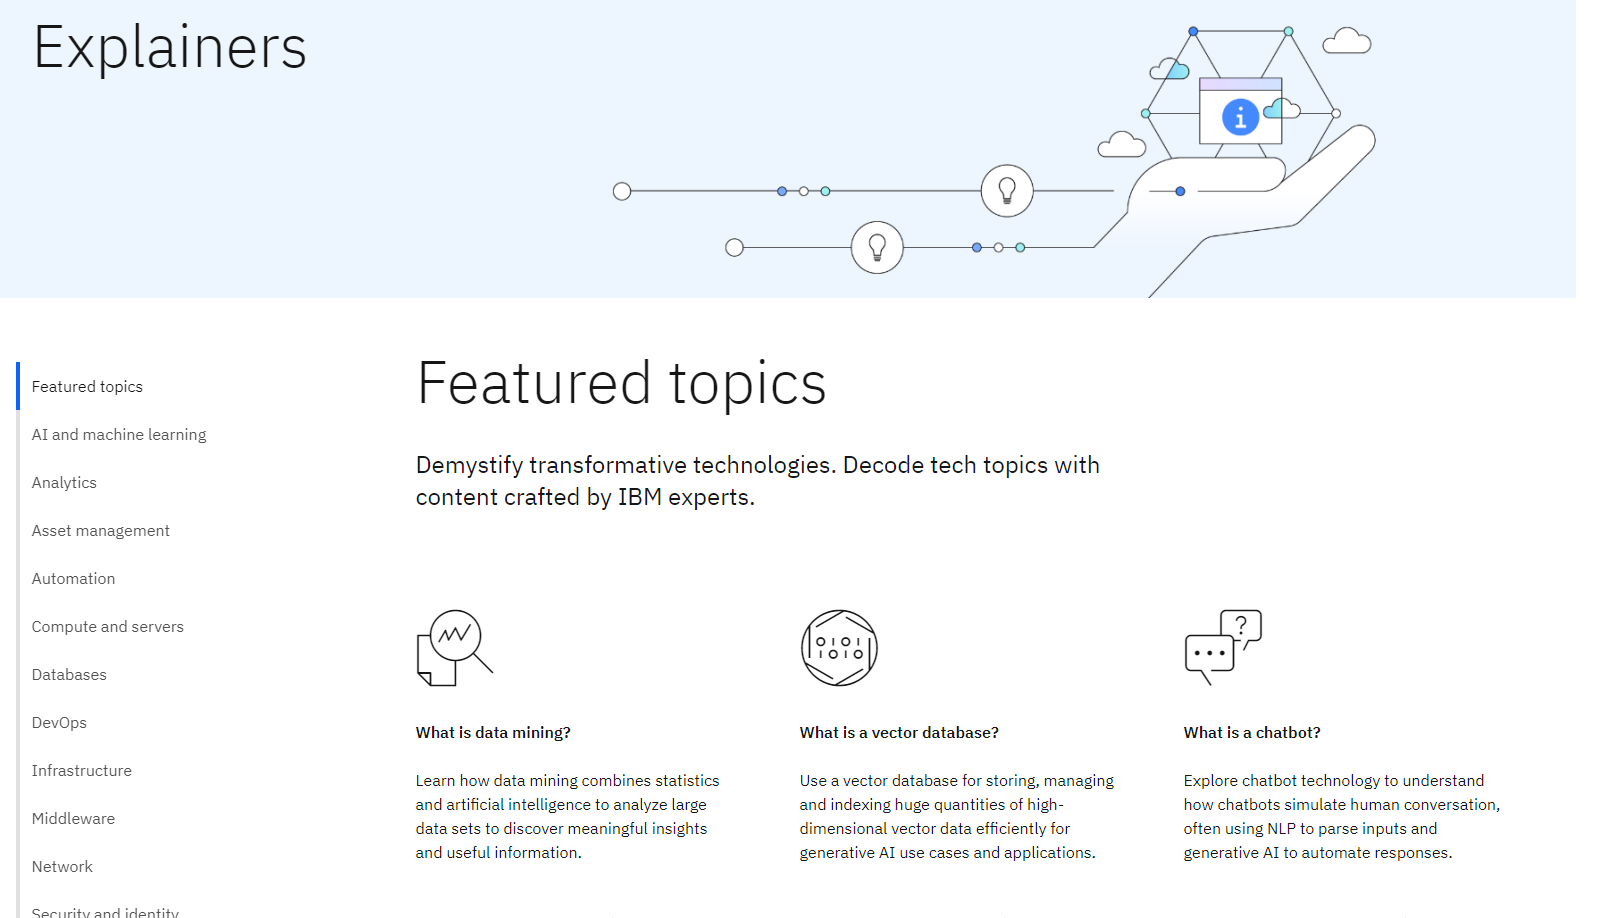 Explainers
Featured topics
AI and machine learning
Analytics
Asset management
Automation
Compute and servers
Databases
DevOps
Infrastructure
Middleware
Network
Security and identity
Featured topics
Demystify transformative technologies. Decode tech topics with
content crafted by IBM experts.
What is data mining?
Learn how data mining combines statistics
and artificial intelligence to analyze large
data sets to discover meaningful insights
and useful information.
What is a vector database?
Use a vector database for storing, managing
and indexing huge quantities of high-
dimensional vector data efficiently for
generative AI use cases and applications.
What is a chatbot?
Explore chatbot technology to understand
how chatbots simulate human conversation,
often using NLP to parse inputs and
generative AI to automate responses.